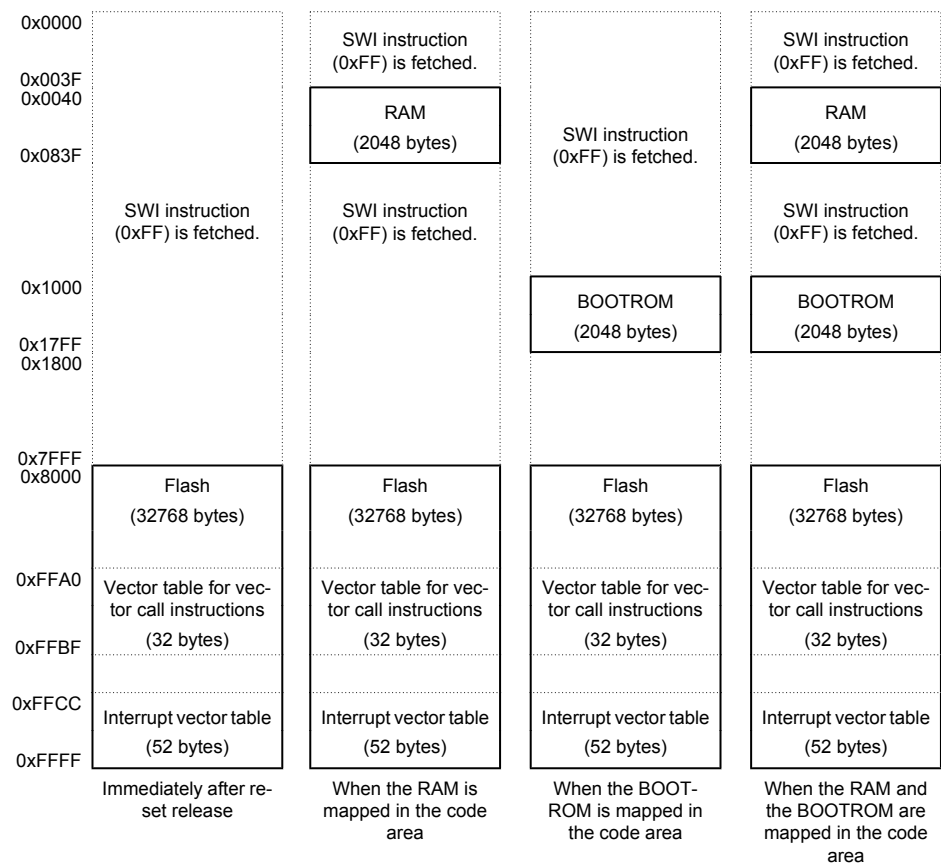 0x0000
0x003F
0x0040
0x083F
0x1000
0x17FF
0x1800
0x7FFF
0x8000
0xFFA0
0xFFBF
0xFFCC
0xFFFF
SWI instruction
(0xFF) is fetched.
Flash
(32768 bytes)
Vector table for vec-
tor call instructions
(32 bytes)
Interrupt vector table
(52 bytes)
Immediately after re-
set release
SWI instruction
(0xFF) is fetched.
RAM
(2048 bytes)
SWI instruction
(0xFF) is fetched.
Flash
(32768 bytes)
Vector table for vec-
tor call instructions
(32 bytes)
Interrupt vector table
(52 bytes)
When the RAM is
mapped in the code
area
SWI instruction
(0xFF) is fetched.
BOOTROM
(2048 bytes)
Flash
(32768 bytes)
Vector table for vec-
tor call instructions
(32 bytes)
Interrupt vector table
(52 bytes)
When the BOOT-
ROM is mapped in
the code area
SWI instruction
(0xFF) is fetched.
RAM
(2048 bytes)
SWI instruction
(0xFF) is fetched.
BOOTROM
(2048 bytes)
Flash
(32768 bytes)
Vector table for vec-
tor call instructions
(32 bytes)
Interrupt vector table
(52 bytes)
When the RAM and
the BOOTROM are
mapped in the code
area